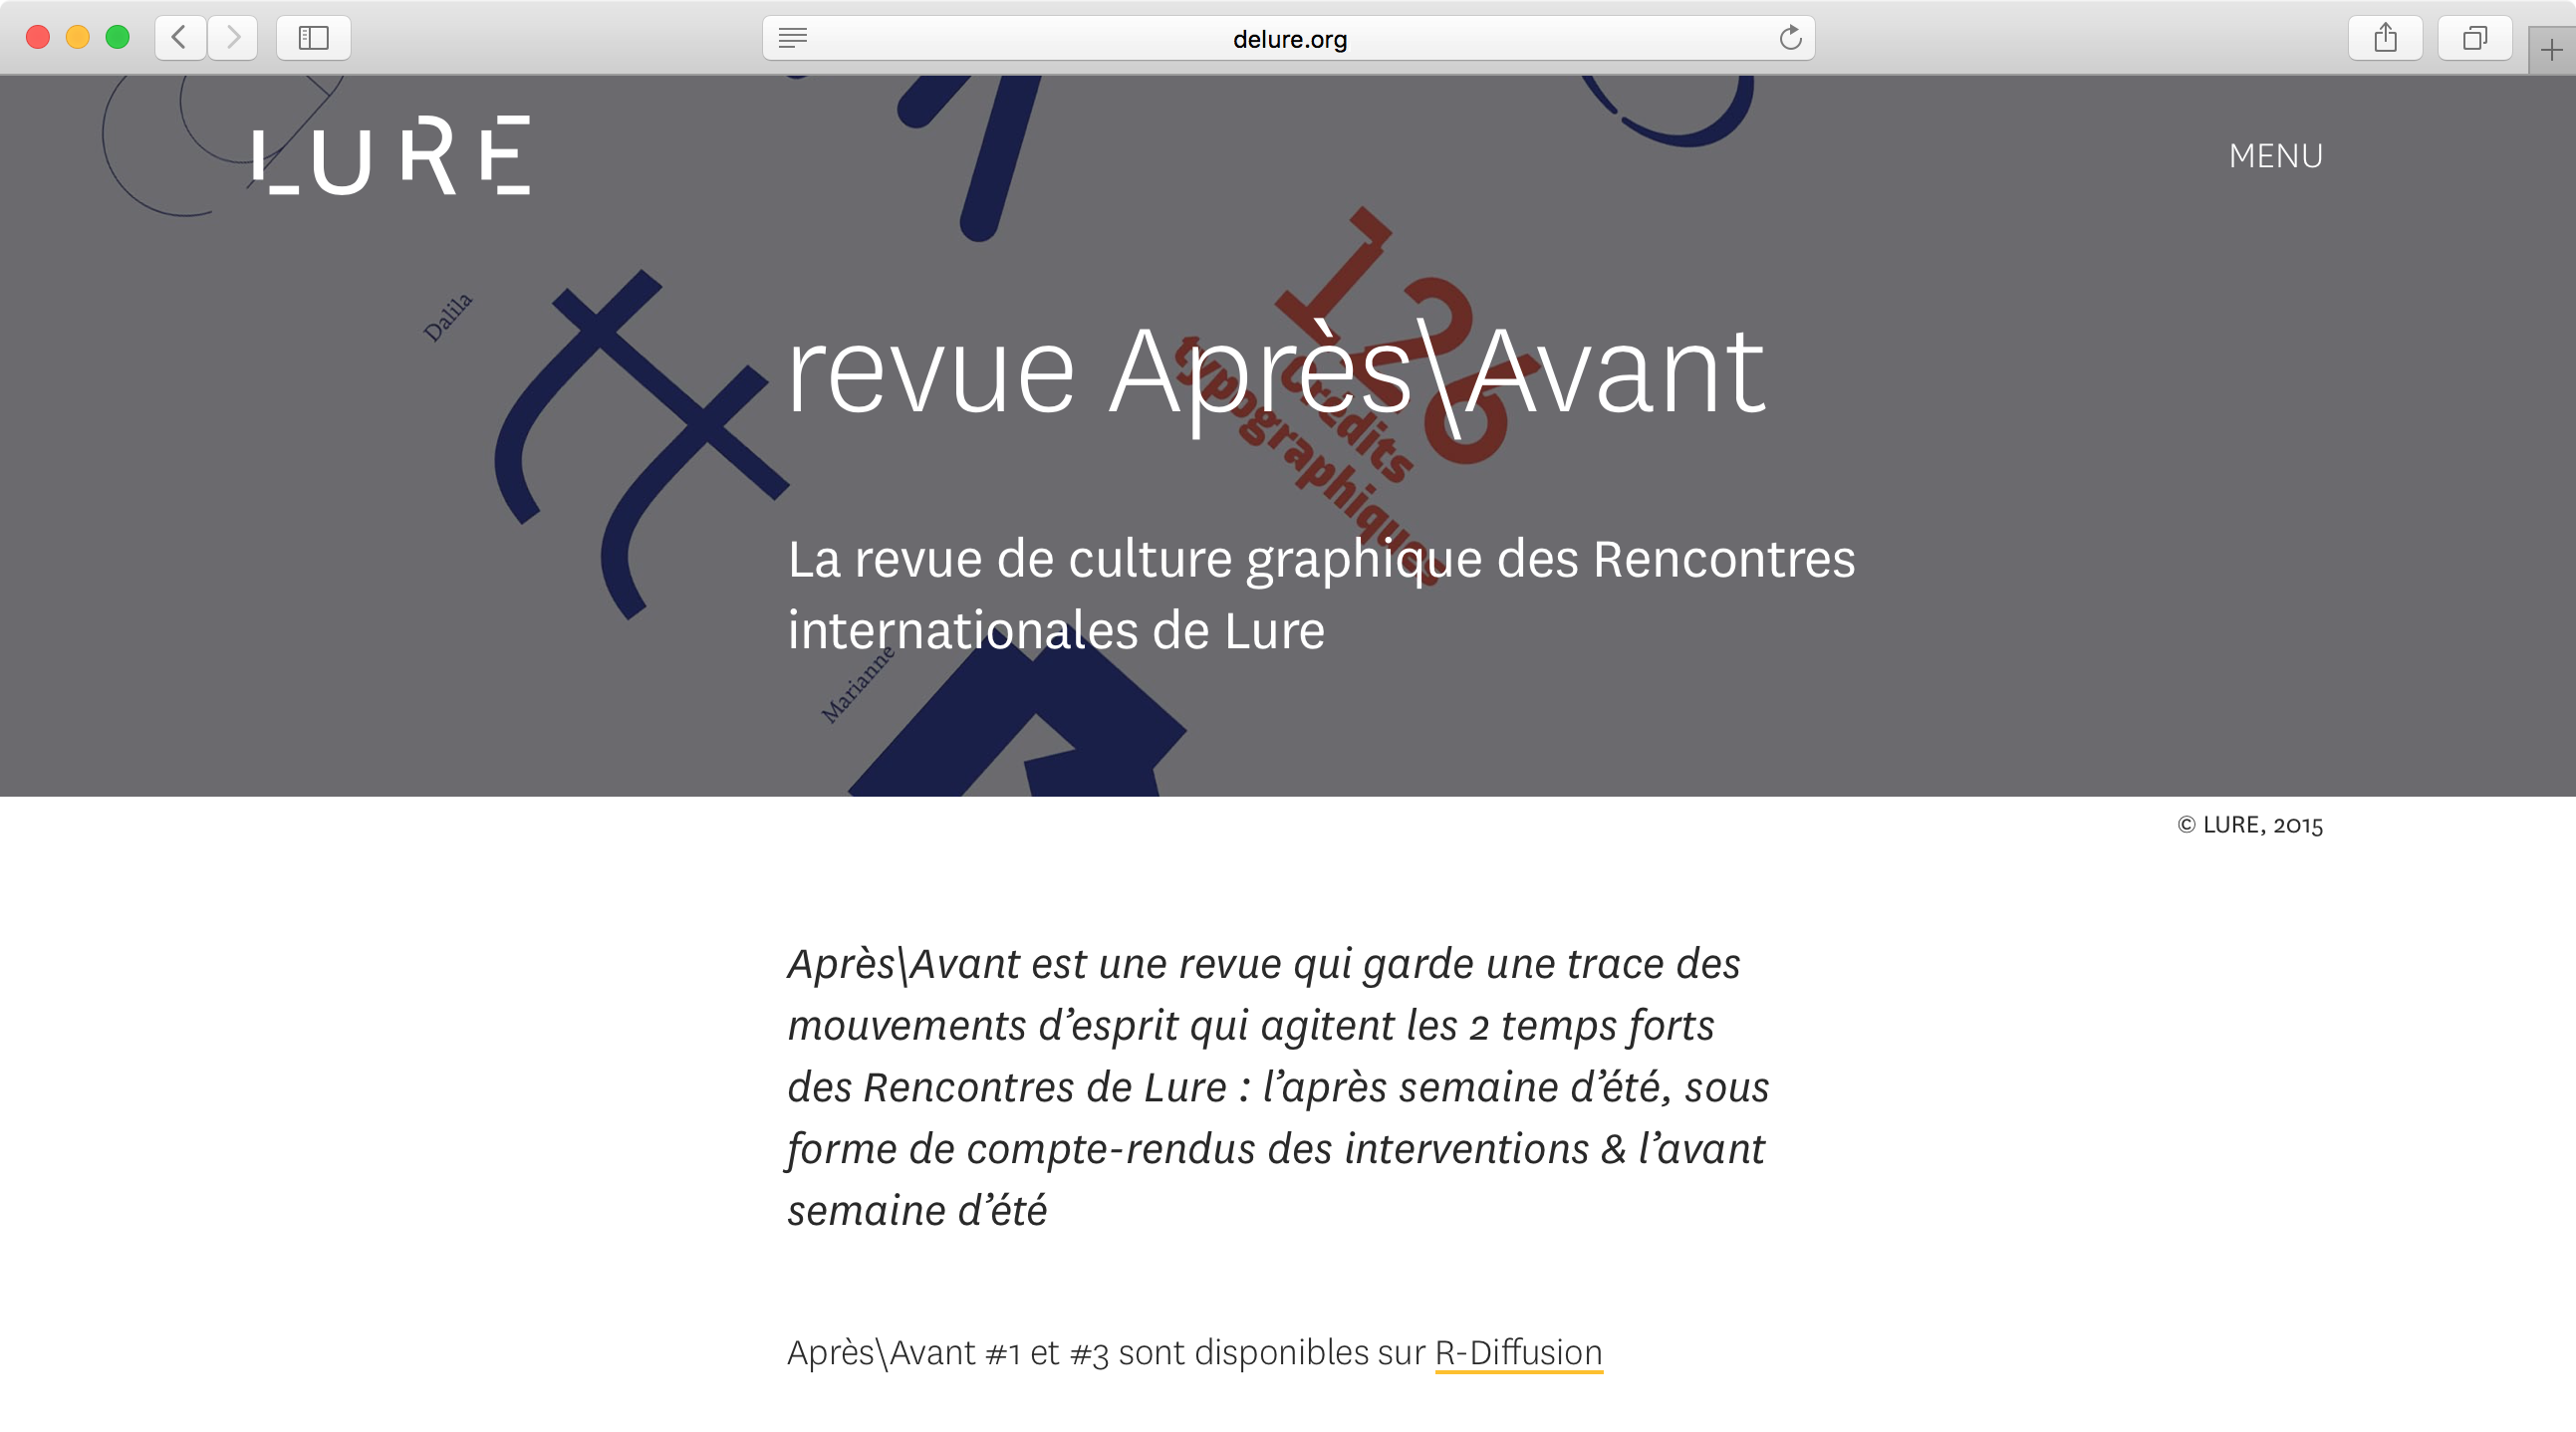 delure.org
LURE
MENU
Dalila
126
crédits
typographiques
revue Après\Avant
La revue de culture graphique des Rencontres
internationales de Lure
Marianne
© LURE, 2015
Après\Avant est une revue qui garde une trace des
mouvements d’esprit qui agitent les 2 temps forts
des Rencontres de Lure : l’après semaine d’été, sous
forme de compte-rendus des interventions & l’avant
semaine d’été
Après\Avant #1 et #3 sont disponibles sur R-Diffusion